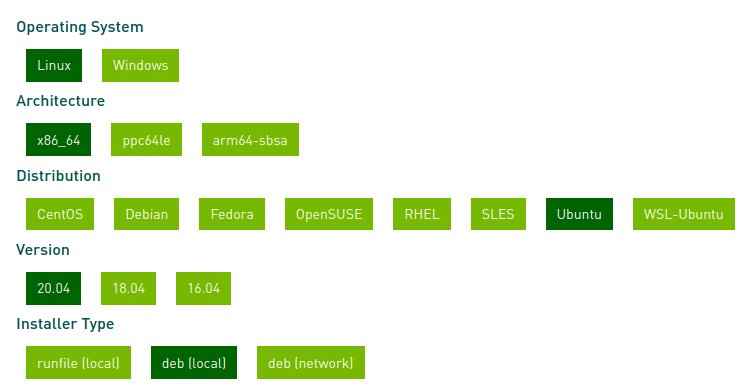 Operating System
Linux Windows
Architecture
x86_64 ppc64le arm64-sbsa
Distribution
CentOS Debian Fedora OpenSUSE RHEL SLES Ubuntu WSL-Ubuntu
Version
20.04 18.04 16.04
Installer Type
runfile (local) deb (local) deb (network)